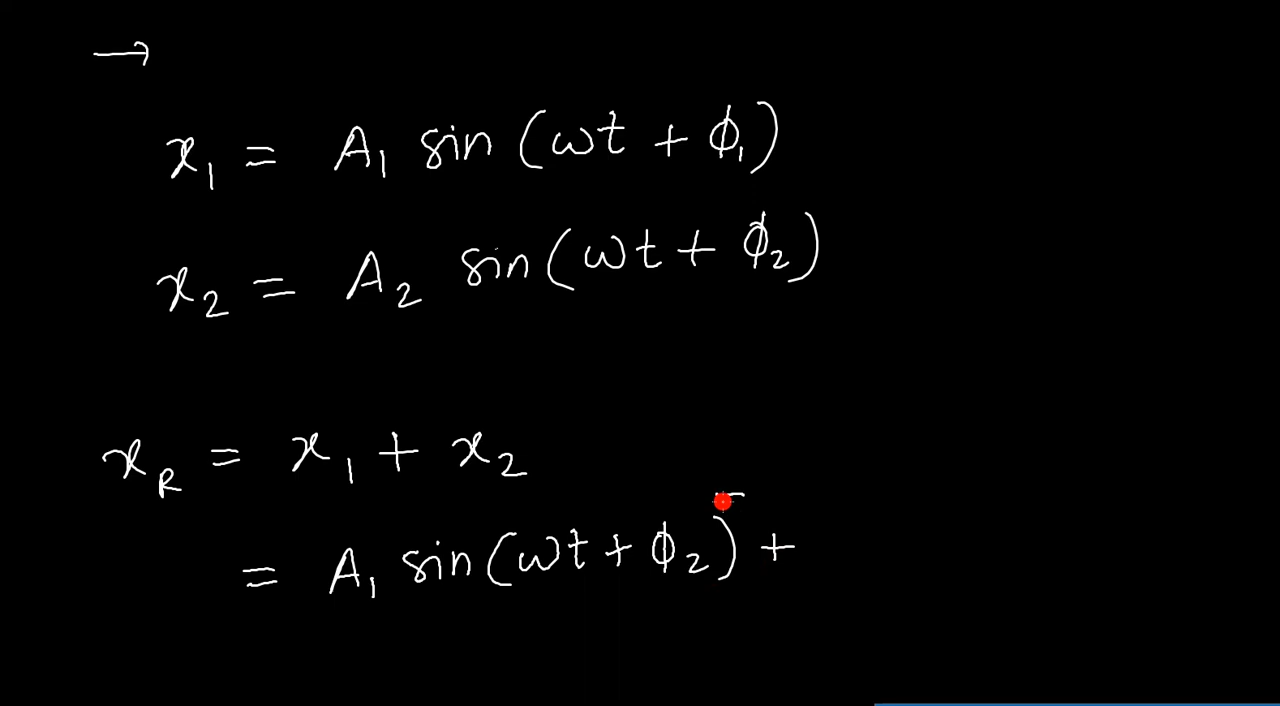 →
x₁ = A₁ sin (ωt + ϕ₁)
x₂ = A₂ sin (ωt + ϕ₂)
x_R = x₁ + x₂
= A₁ sin (ωt + ϕ₂) +